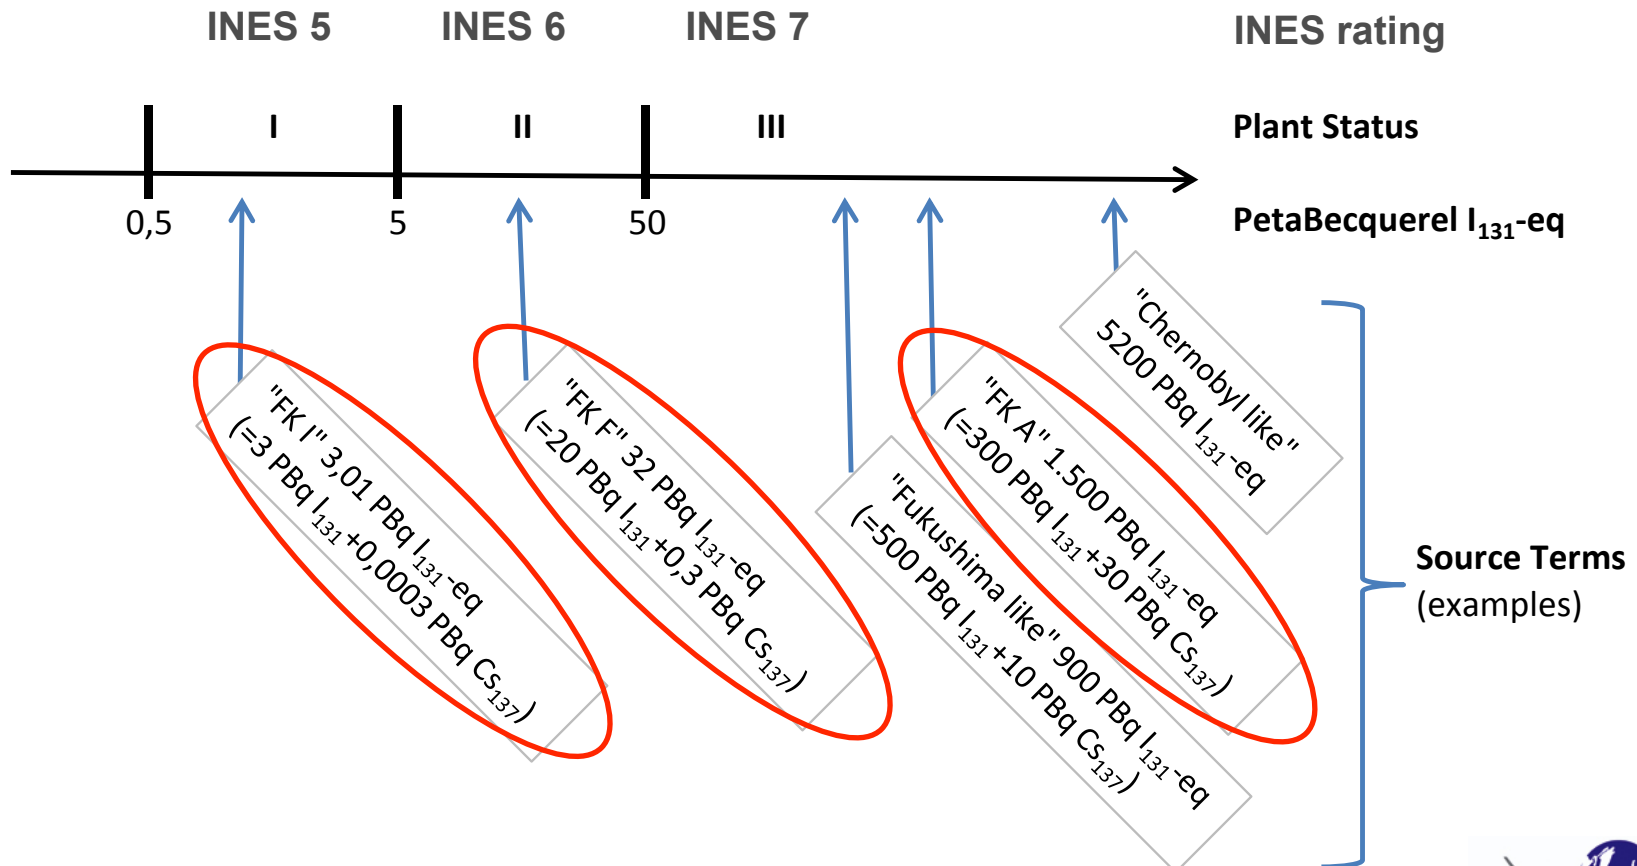 INES 5 INES 6 INES 7 INES rating
I II III Plant Status
0,5 5 50 PetaBecquerel I131-eq
"Chernobyl like"
5200 PBq I131-eq
"FK I" 3,01 PBq I131-eq
(=3 PBq I131+0,0003 PBq Cs137)
"FK F" 32 PBq I131-eq
(=20 PBq I131+0,3 PBq Cs137)
"FK A" 1.500 PBq I131-eq
(=300 PBq I131+30 PBq Cs137)
"Fukushima like" 900 PBq I131-eq
(=500 PBq I131+10 PBq Cs137)
Source Terms
(examples)